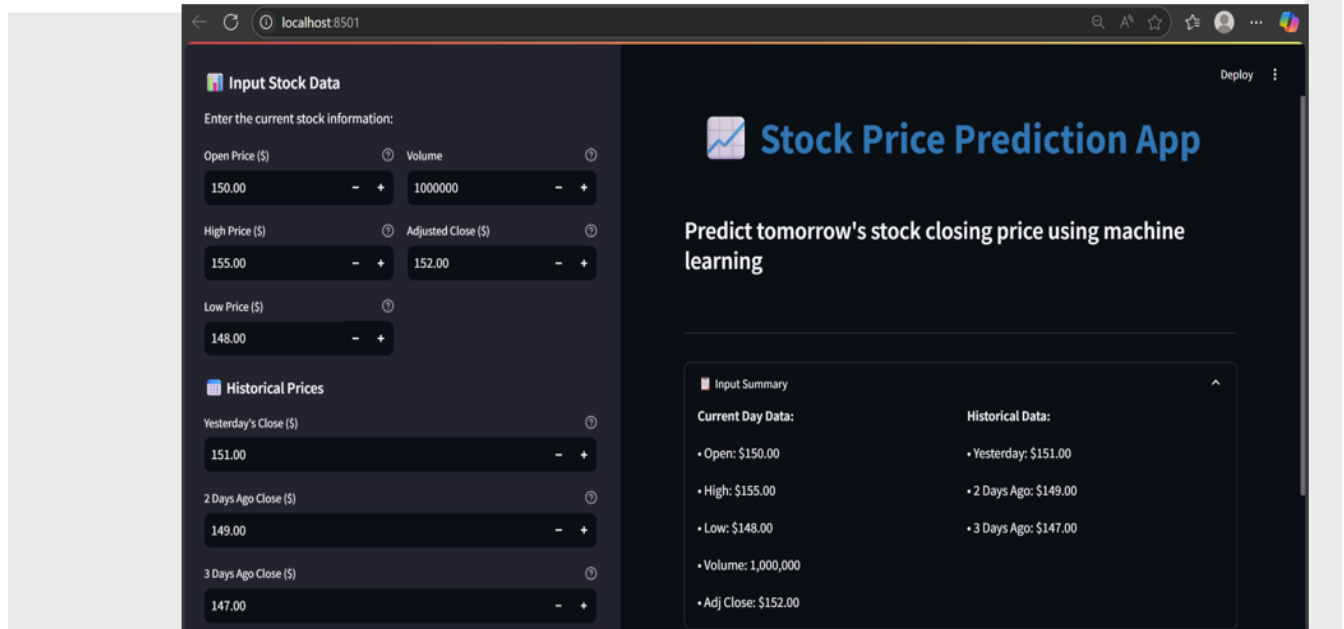 localhost:8501
Input Stock Data
Enter the current stock information:
Open Price ($) Volume
150.00 - + 1000000 - +
High Price ($) Adjusted Close ($)
155.00 - + 152.00 - +
Low Price ($)
148.00 - +
Historical Prices
Yesterday's Close ($)
151.00 - +
2 Days Ago Close ($)
149.00 - +
3 Days Ago Close ($)
147.00 - +
Deploy
Stock Price Prediction App
Predict tomorrow's stock closing price using machine
learning
Input Summary
Current Day Data: Historical Data:
• Open: $150.00 • Yesterday: $151.00
• High: $155.00 • 2 Days Ago: $149.00
• Low: $148.00 • 3 Days Ago: $147.00
• Volume: 1,000,000
• Adj Close: $152.00